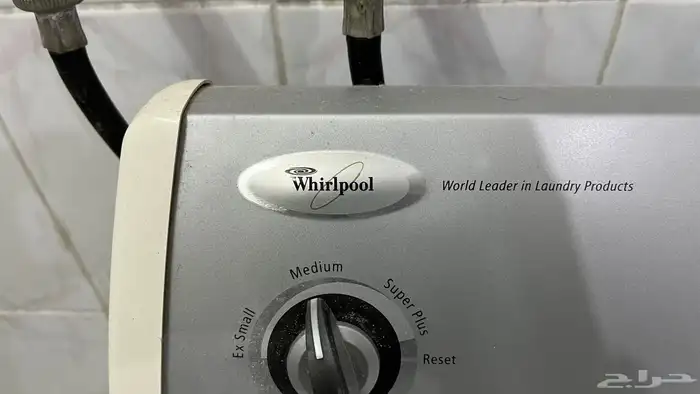 Whirlpool
World Leader in Laundry Products
Medium
Ex Small
Super Plus
Reset
حراج